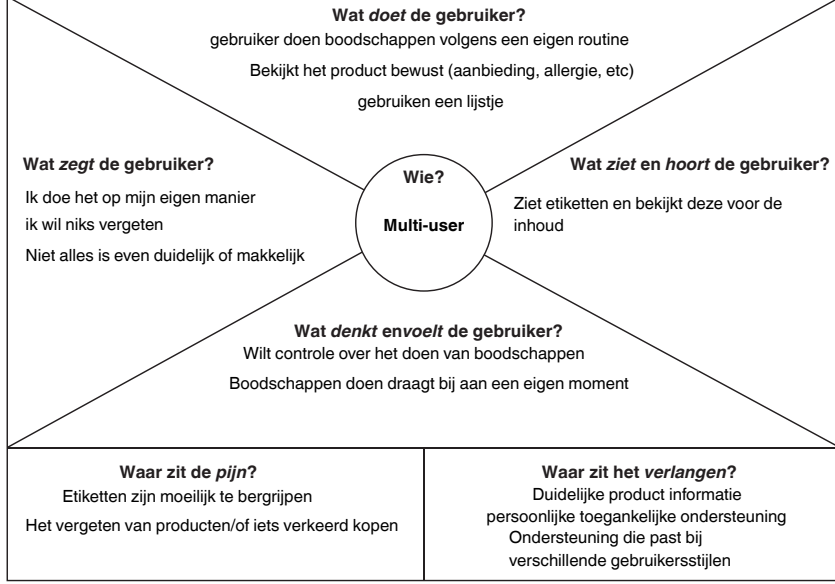 Wat doet de gebruiker?
gebruiker doen boodschappen volgens een eigen routine
Bekijkt het product bewust (aanbieding, allergie, etc)
gebruiken een lijstje
Wat zegt de gebruiker?
Ik doe het op mijn eigen manier
ik wil niks vergeten
Niet alles is even duidelijk of makkelijk
Wie?
Multi-user
Wat ziet en hoort de gebruiker?
Ziet etiketten en bekijkt deze voor de
inhoud
Wat denkt envoelt de gebruiker?
Wilt controle over het doen van boodschappen
Boodschappen doen draagt bij aan een eigen moment
Waar zit de pijn?
Etiketten zijn moeilijk te bergrijpen
Het vergeten van producten/of iets verkeerd kopen
Waar zit het verlangen?
Duidelijke product informatie
persoonlijke toegankelijke ondersteuning
Ondersteuning die past bij
verschillende gebruikersstijlen